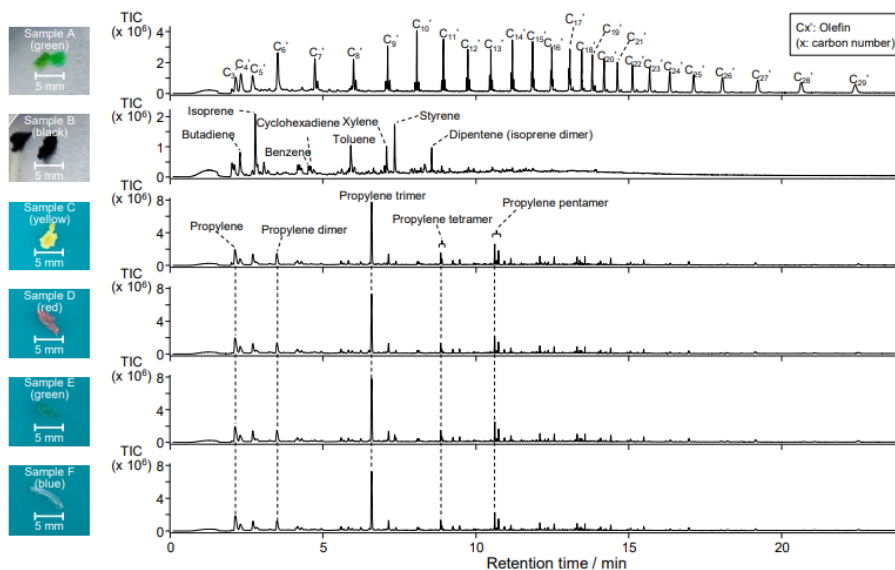 TIC
(x 10⁶)
4
2
0
C₃'
C₄'
C₅'
C₆'
C₇'
C₈'
C₉'
C₁₀'
C₁₁'
C₁₂'
C₁₃'
C₁₄'
C₁₅'
C₁₆'
C₁₇'
C₁₈'
C₁₉'
C₂₀'
C₂₁'
C₂₂'
C₂₃'
C₂₄'
C₂₅'
C₂₆'
C₂₇'
C₂₈'
C₂₉'
Cx': Olefin
(x: carbon number)
Sample A
(green)
5 mm
Sample B
(black)
5 mm
TIC
(x 10⁶)
2
1
0
Isoprene
Butadiene
Cyclohexadiene
Benzene
Xylene
Toluene
Styrene
Dipentene (isoprene dimer)
Sample C
(yellow)
5 mm
TIC
(x 10⁶)
8
4
0
Propylene
Propylene dimer
Propylene trimer
Propylene tetramer
Propylene pentamer
Sample D
(red)
5 mm
TIC
(x 10⁶)
8
4
0
Sample E
(green)
5 mm
TIC
(x 10⁶)
8
4
0
Sample F
(blue)
5 mm
TIC
(x 10⁶)
8
4
0
0
5
10
15
20
Retention time / min